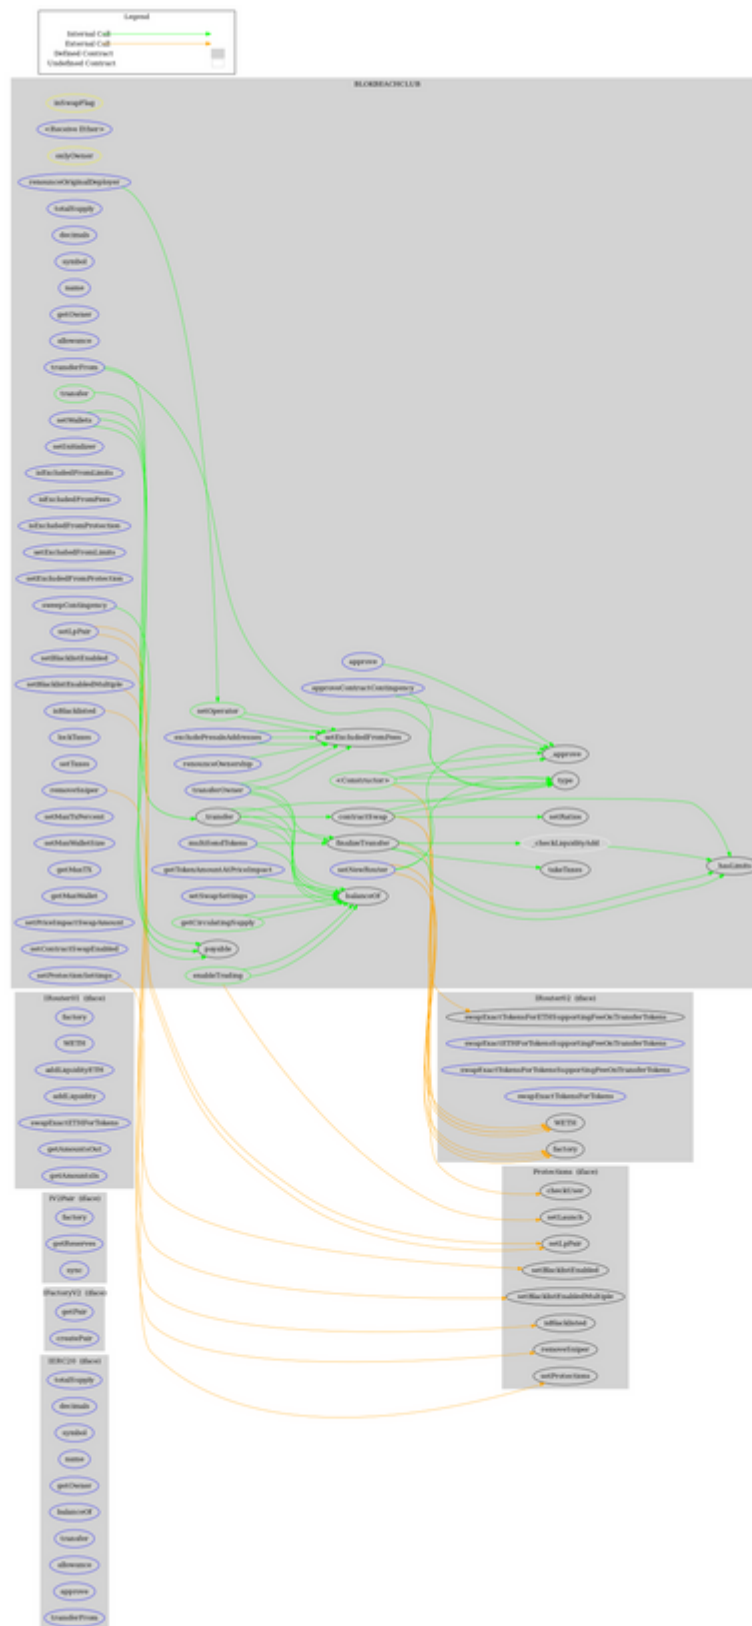 Legend
Internal Call
External Call
Defined Contract
Undefined Contract
BLOKBEACHCLUB
inSwapFlag
<Receive Ether>
onlyOwner
renounceOriginalDeployer
totalSupply
decimals
symbol
name
getOwner
allowance
transferFrom
transfer
setWallets
setInitializer
isExcludedFromLimits
isExcludedFromFees
isExcludedFromProtection
setExcludedFromLimits
setExcludedFromProtection
sweepContingency
setLpPair
setBlacklistEnabled
setBlacklistEnabledMultiple
isBlacklisted
lockTaxes
setTaxes
removeSniper
setMaxTxPercent
setMaxWalletSize
getMaxTX
getMaxWallet
setPriceImpactSwapAmount
setContractSwapEnabled
setProtectionSettings
setOperator
excludePresaleAddresses
renounceOwnership
transferOwner
_transfer
multiSendTokens
getTokenAmountAtPriceImpact
setSwapSettings
getCirculatingSupply
payable
enableTrading
approve
approveContractContingency
setExcludedFromFees
<Constructor>
contractSwap
finalizeTransfer
setNewRouter
balanceOf
_approve
type
setRatios
_checkLiquidityAdd
takeTaxes
_hasLimits
IRouter01 (iface)
factory
WETH
addLiquidityETH
addLiquidity
swapExactETHForTokens
getAmountsOut
getAmountsIn
IV2Pair (iface)
factory
getReserves
sync
IFactoryV2 (iface)
getPair
createPair
IERC20 (iface)
totalSupply
decimals
symbol
name
getOwner
balanceOf
transfer
allowance
approve
transferFrom
IRouter02 (iface)
swapExactTokensForETHSupportingFeeOnTransferTokens
swapExactETHForTokensSupportingFeeOnTransferTokens
swapExactTokensForTokensSupportingFeeOnTransferTokens
swapExactTokensForTokens
WETH
factory
Protections (iface)
checkUser
setLaunch
setLpPair
setBlacklistEnabled
setBlacklistEnabledMultiple
isBlacklisted
removeSniper
setProtections